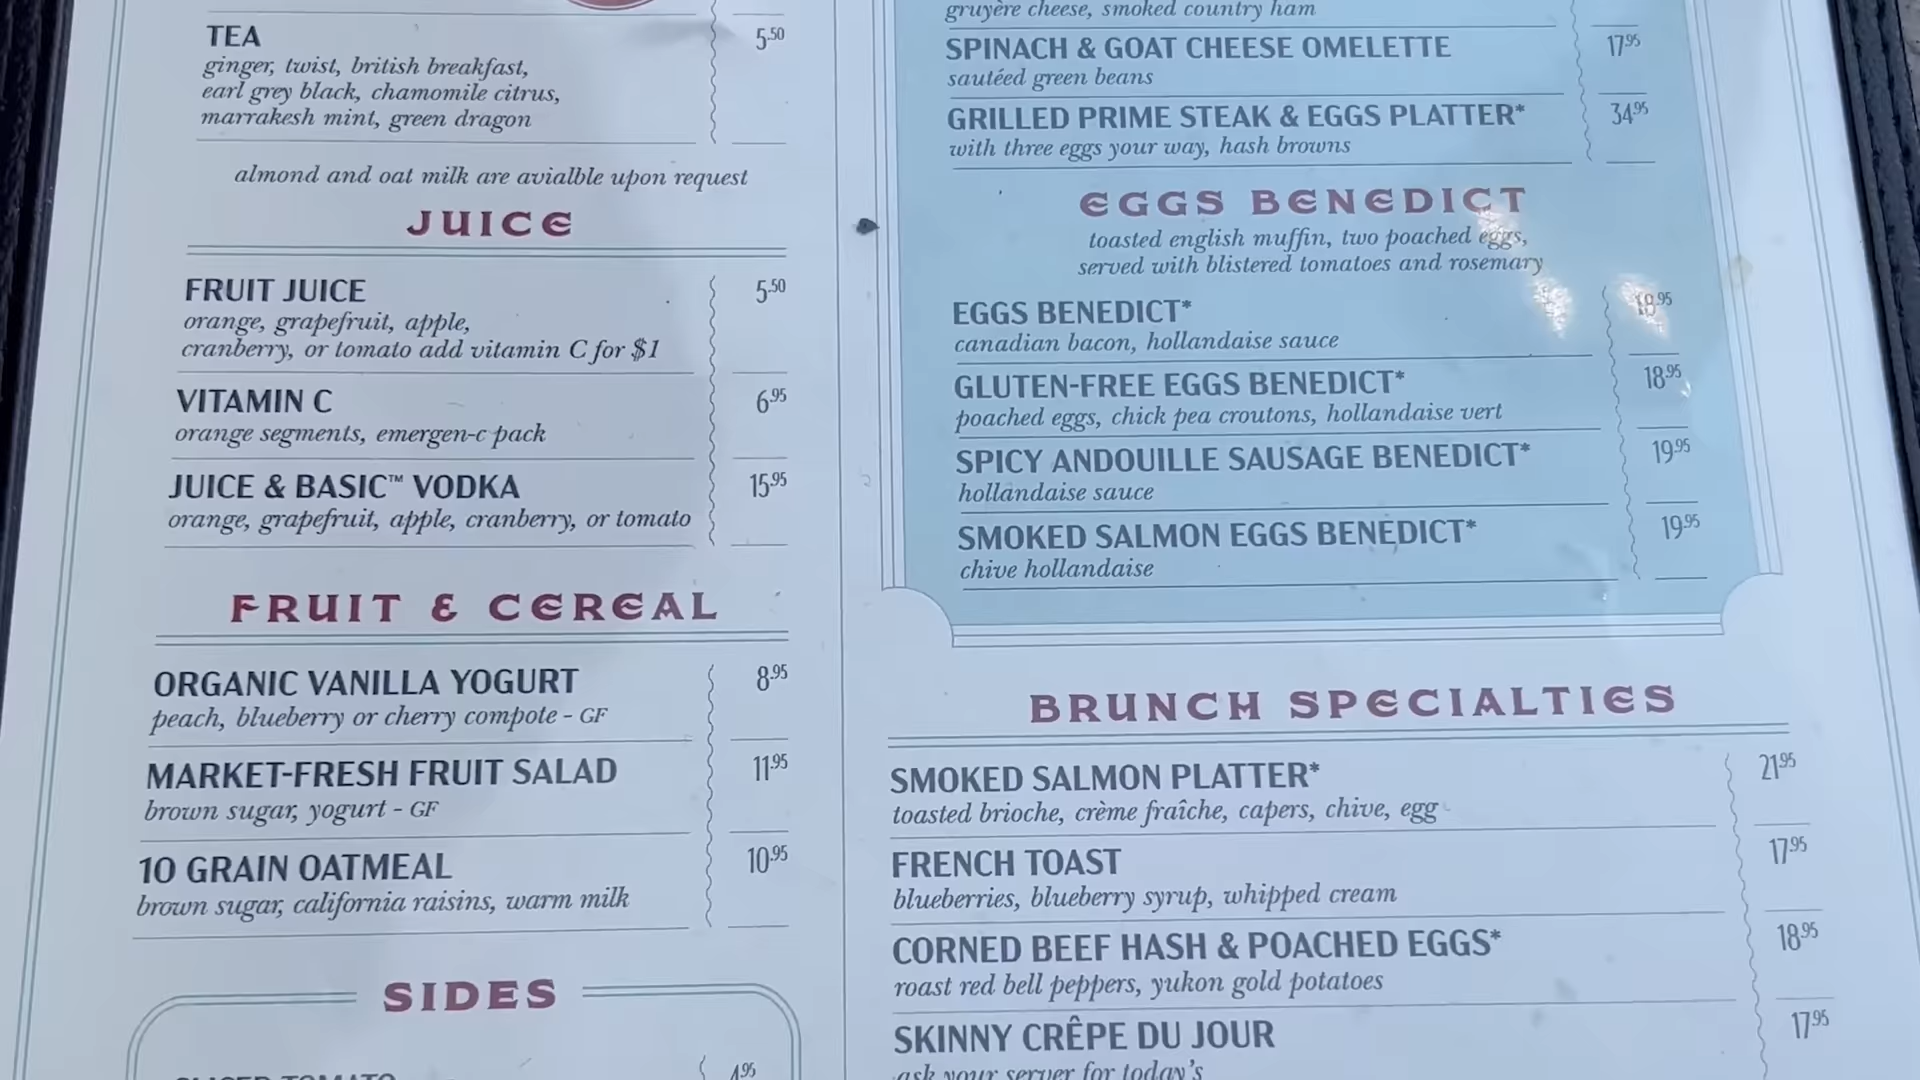 TEA 5.50
ginger, twist, british breakfast,
earl grey black, chamomile citrus,
marrakesh mint, green dragon
almond and oat milk are avialble upon request
JUICE
FRUIT JUICE 5.50
orange, grapefruit, apple,
cranberry, or tomato add vitamin C for $1
VITAMIN C 6.95
orange segments, emergen-c pack
JUICE & BASIC™ VODKA 15.95
orange, grapefruit, apple, cranberry, or tomato
FRUIT & CEREAL
ORGANIC VANILLA YOGURT 8.95
peach, blueberry or cherry compote - GF
MARKET-FRESH FRUIT SALAD 11.95
brown sugar, yogurt - GF
10 GRAIN OATMEAL 10.95
brown sugar, california raisins, warm milk
SIDES
SLICED TOMATO 4.95
gruyère cheese, smoked country ham
SPINACH & GOAT CHEESE OMELETTE 17.95
sautéed green beans
GRILLED PRIME STEAK & EGGS PLATTER* 34.95
with three eggs your way, hash browns
EGGS BENEDICT
toasted english muffin, two poached eggs,
served with blistered tomatoes and rosemary
EGGS BENEDICT*
canadian bacon, hollandaise sauce
GLUTEN-FREE EGGS BENEDICT* 18.95
poached eggs, chick pea croutons, hollandaise vert
SPICY ANDOUILLE SAUSAGE BENEDICT* 19.95
hollandaise sauce
SMOKED SALMON EGGS BENEDICT* 19.95
chive hollandaise
BRUNCH SPECIALTIES
SMOKED SALMON PLATTER* 21.95
toasted brioche, crème fraîche, capers, chive, egg
FRENCH TOAST 17.95
blueberries, blueberry syrup, whipped cream
CORNED BEEF HASH & POACHED EGGS* 18.95
roast red bell peppers, yukon gold potatoes
SKINNY CRÊPE DU JOUR 17.95
ask your server for today's